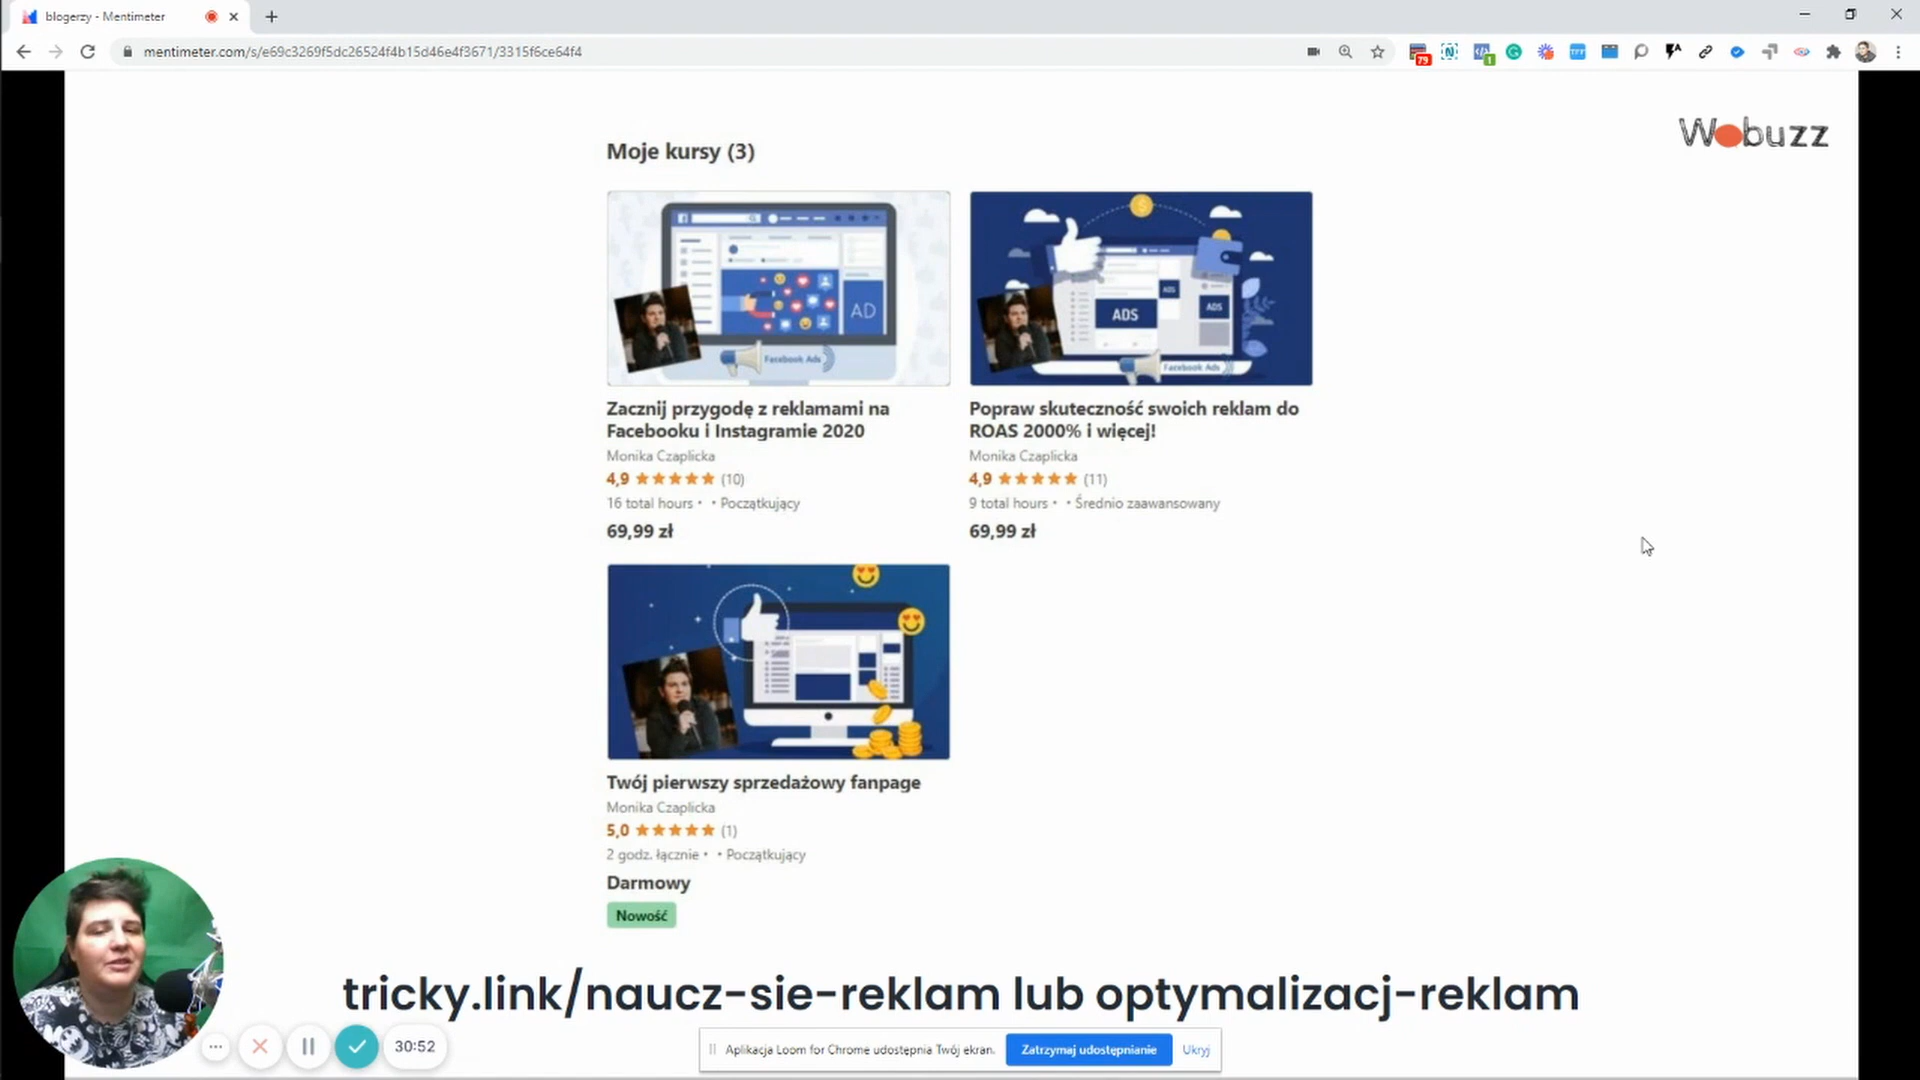 blogerzy - Mentimeter
mentimeter.com/s/e69c3269f5dc26524f4b15d46e4f3671/3315f6ce64f4
79
1
Wobuzz
Moje kursy (3)
AD
Facebook Ads
ADS
ADS
ADS
Facebook Ads
Zacznij przygodę z reklamami na
Facebooku i Instagramie 2020
Monika Czaplicka
4,9 (10)
16 total hours • • Początkujący
69,99 zł
Popraw skuteczność swoich reklam do
ROAS 2000% i więcej!
Monika Czaplicka
4,9 (11)
9 total hours • • Średnio zaawansowany
69,99 zł
Twój pierwszy sprzedażowy fanpage
Monika Czaplicka
5,0 (1)
2 godz. łącznie • • Początkujący
Darmowy
Nowość
tricky.link/naucz-sie-reklam lub optymalizacj-reklam
30:52
Aplikacja Loom for Chrome udostępnia Twój ekran.
Zatrzymaj udostępnianie
Ukryj